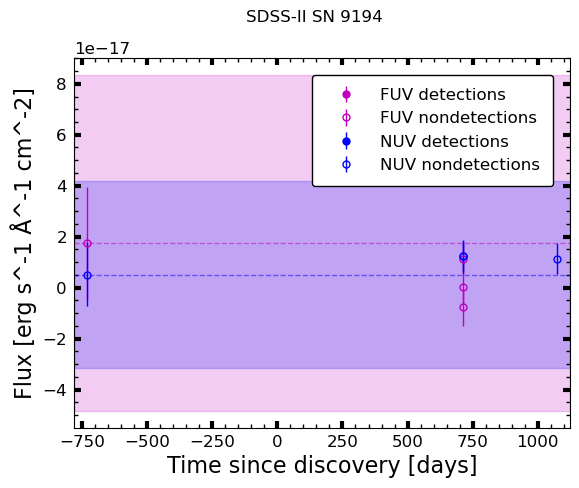 SDSS-II SN 9194
1e−17
FUV detections
FUV nondetections
NUV detections
NUV nondetections
8
6
4
2
0
−2
−4
Flux [erg s^-1 Å^-1 cm^-2]
−750 −500 −250 0 250 500 750 1000
Time since discovery [days]